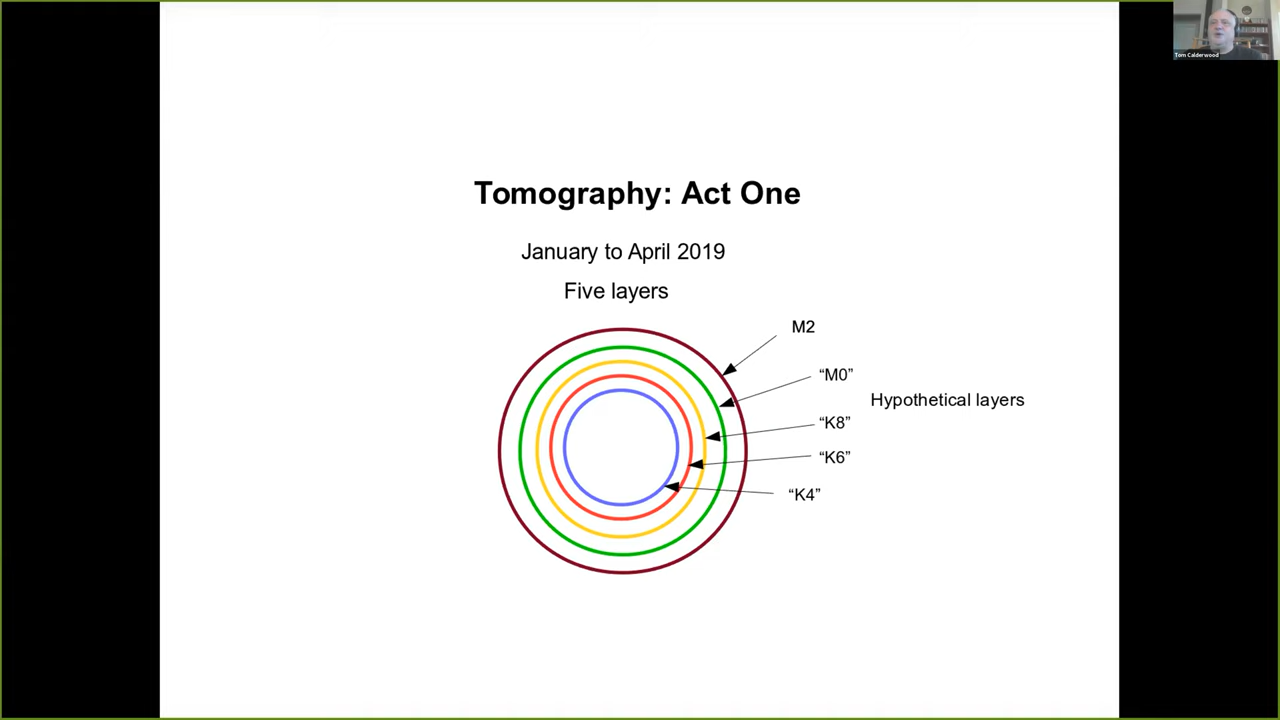 Tom Calderwood
Tomography: Act One
January to April 2019
Five layers
M2
“M0”
Hypothetical layers
“K8”
“K6”
“K4”